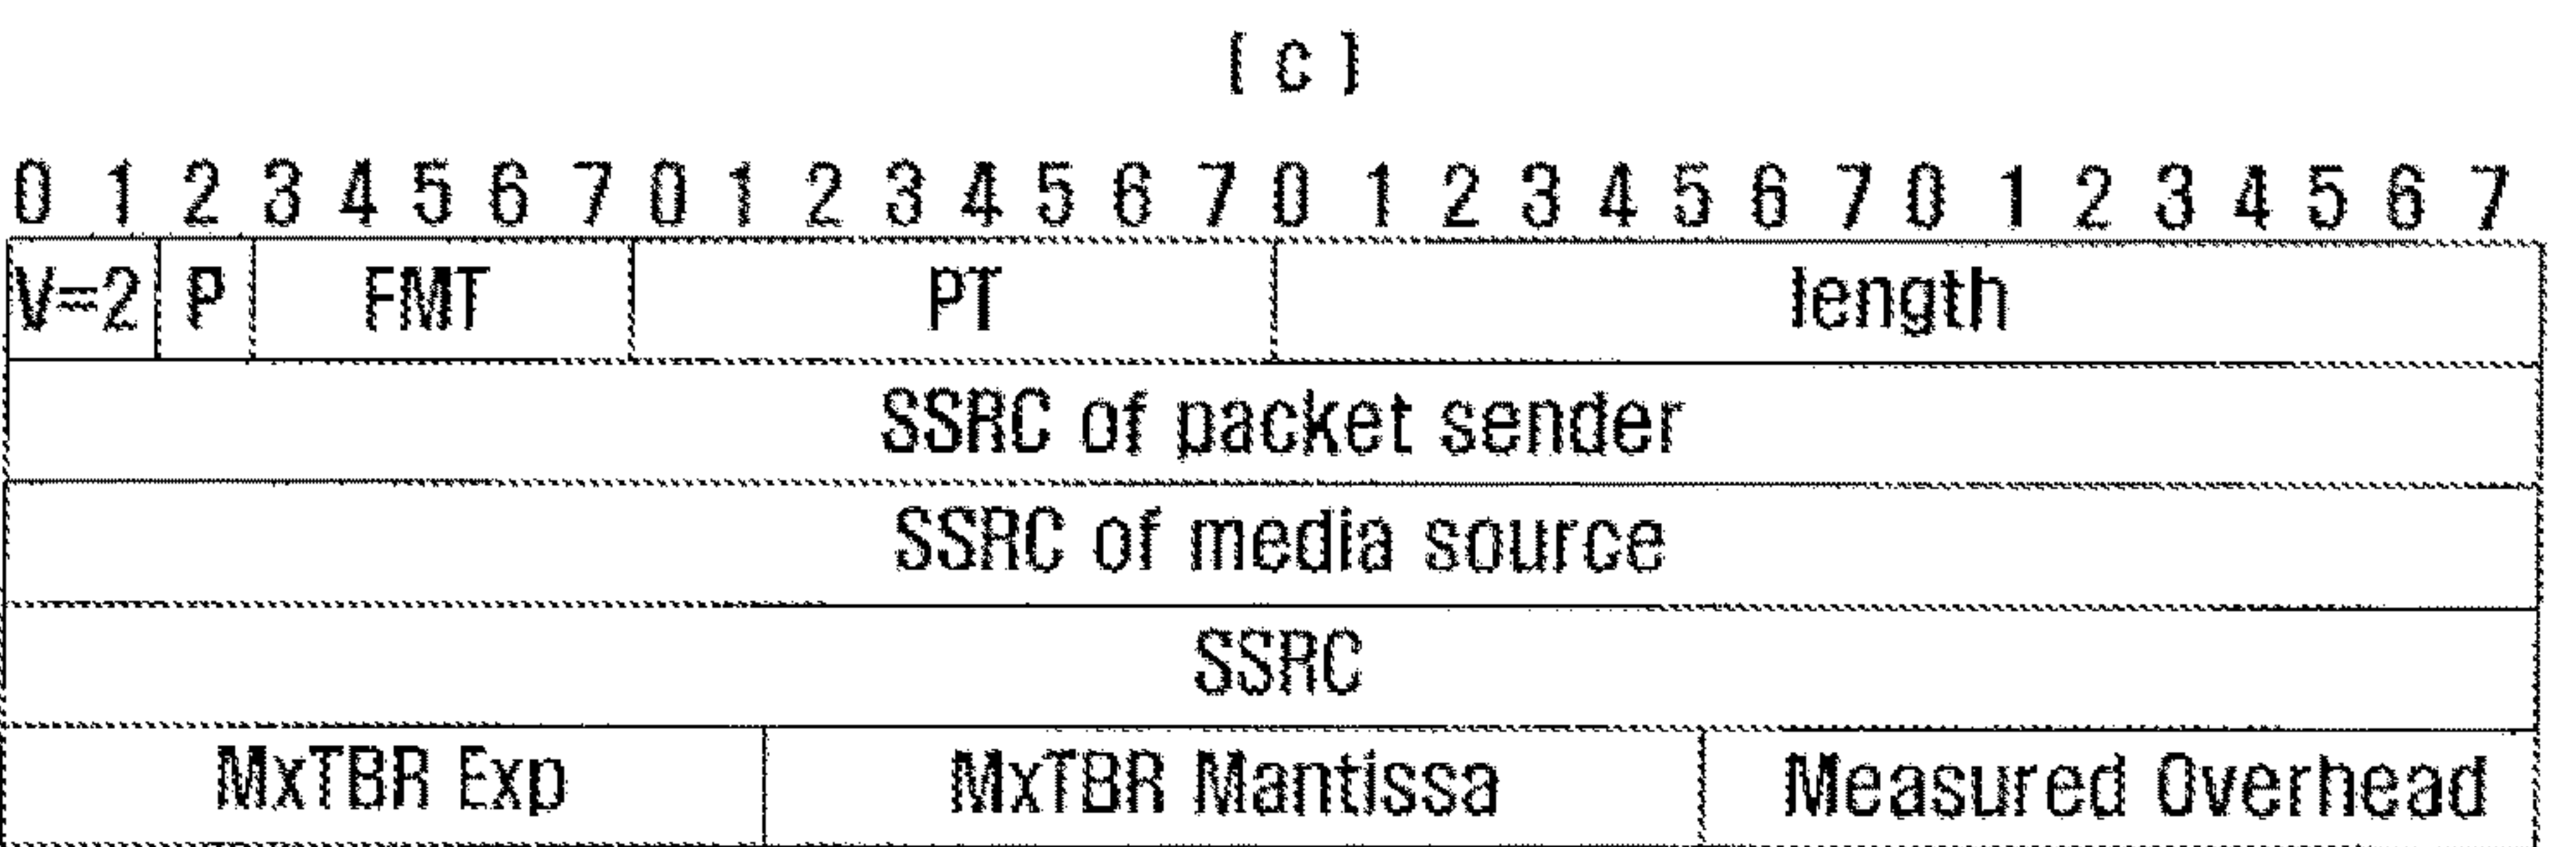 ( c )
0 1 2 3 4 5 6 7 0 1 2 3 4 5 6 7 0 1 2 3 4 5 6 7 0 1 2 3 4 5 6 7
V=2 P FMT PT length
SSRC of packet sender
SSRC of media source
SSRC
MxTBR Exp MxTBR Mantissa Measured Overhead